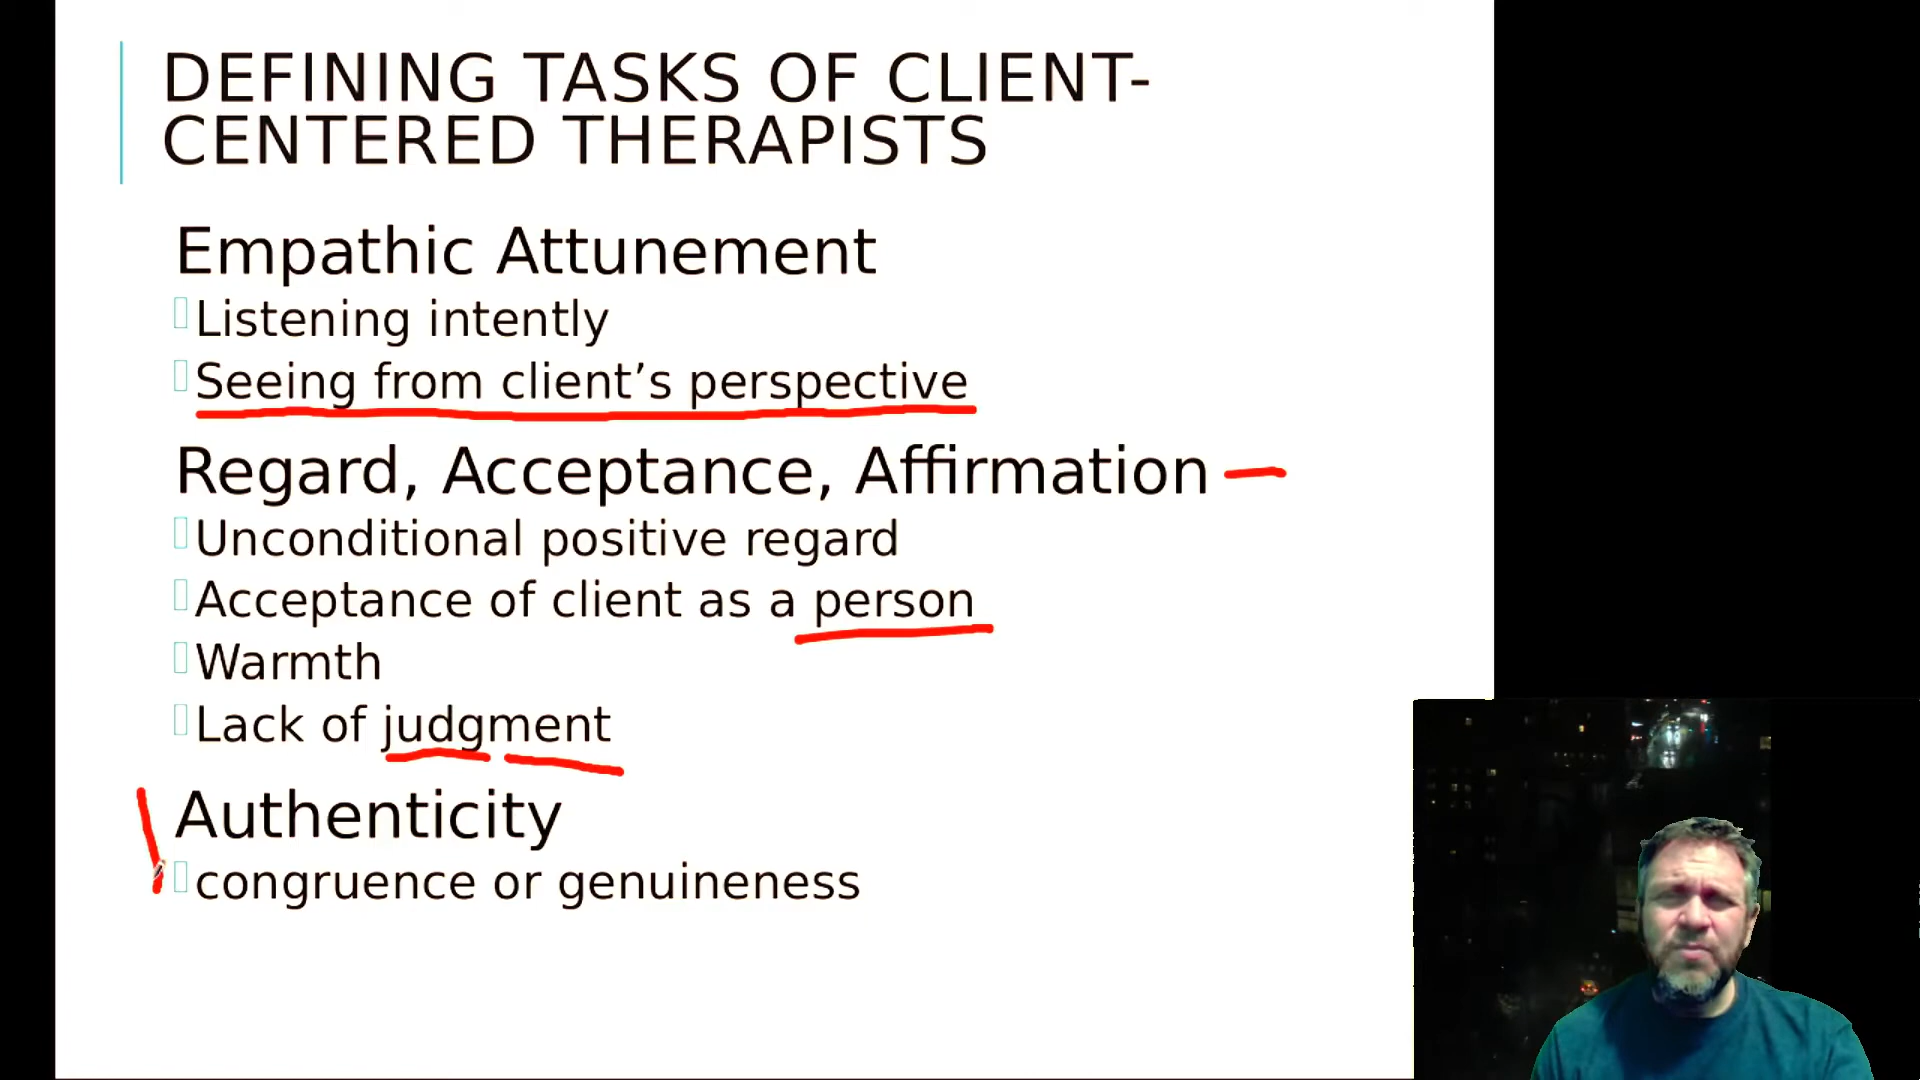 DEFINING TASKS OF CLIENT-
CENTERED THERAPISTS
Empathic Attunement
Listening intently
Seeing from client’s perspective
Regard, Acceptance, Affirmation
Unconditional positive regard
Acceptance of client as a person
Warmth
Lack of judgment
Authenticity
congruence or genuineness